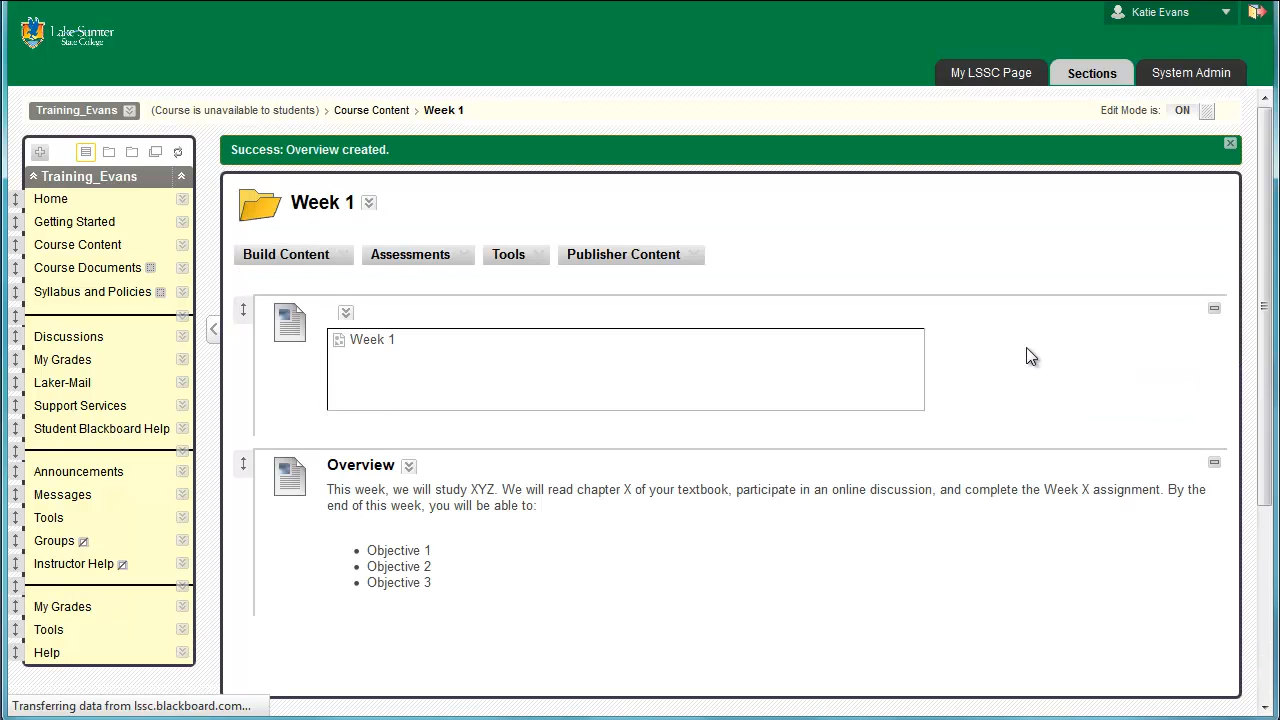 Lake-Sumter
State College
Katie Evans
My LSSC Page
Sections
System Admin
Training_Evans
(Course is unavailable to students) > Course Content > Week 1
Edit Mode is: ON
Training_Evans
Home
Getting Started
Course Content
Course Documents
Syllabus and Policies
Discussions
My Grades
Laker-Mail
Support Services
Student Blackboard Help
Announcements
Messages
Tools
Groups
Instructor Help
My Grades
Tools
Help
Success: Overview created.
Week 1
Build Content
Assessments
Tools
Publisher Content
Week 1
Overview
This week, we will study XYZ. We will read chapter X of your textbook, participate in an online discussion, and complete the Week X assignment. By the
end of this week, you will be able to:
• Objective 1
• Objective 2
• Objective 3
Transferring data from lssc.blackboard.com...